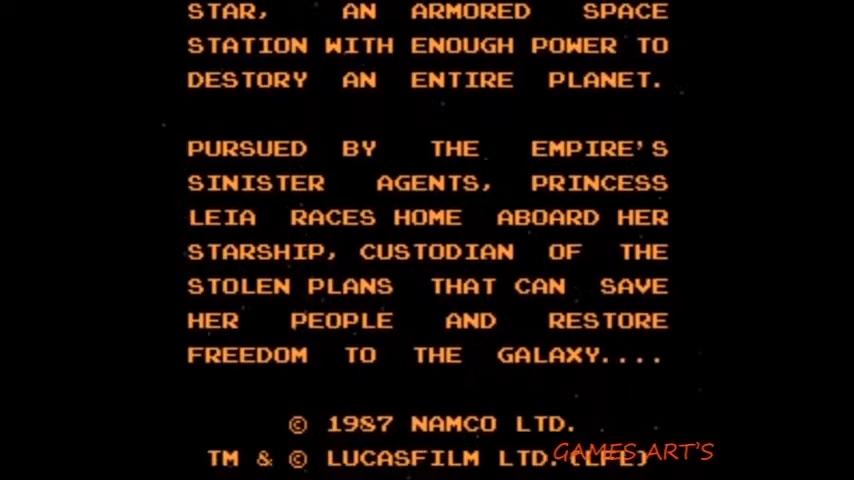 STAR, AN ARMORED SPACE
STATION WITH ENOUGH POWER TO
DESTORY AN ENTIRE PLANET.
PURSUED BY THE EMPIRE'S
SINISTER AGENTS, PRINCESS
LEIA RACES HOME ABOARD HER
STARSHIP, CUSTODIAN OF THE
STOLEN PLANS THAT CAN SAVE
HER PEOPLE AND RESTORE
FREEDOM TO THE GALAXY....
© 1987 NAMCO LTD.
TM & © LUCASFILM LTD.(LFL)
GAMES ART'S